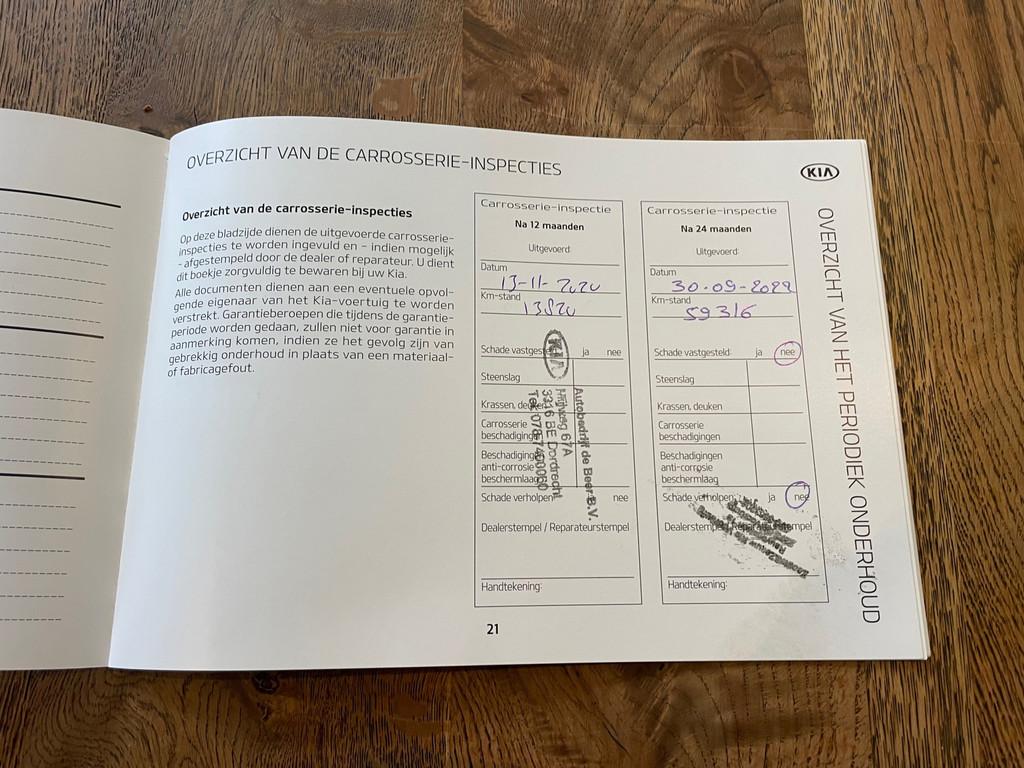 OVERZICHT VAN DE CARROSSERIE-INSPECTIES
KIA
Overzicht van de carrosserie-inspecties
Op deze bladzijde dienen de uitgevoerde carrosserie-
inspecties te worden ingevuld en - indien mogelijk
- afgestempeld door de dealer of reparateur. U dient
dit boekje zorgvuldig te bewaren bij uw Kia.
Alle documenten dienen aan een eventuele opvol-
gende eigenaar van het Kia-voertuig te worden
verstrekt. Garantieberoepen die tijdens de garantie-
periode worden gedaan, zullen niet voor garantie in
aanmerking komen, indien ze het gevolg zijn van
gebrekkig onderhoud in plaats van een materiaal-
of fabricagefout.
Carrosserie-inspectie
Na 12 maanden
Uitgevoerd:
Datum
13-11-2020
Km-stand
13820
Schade vastgesteld ja nee
Steenslag
Krassen, deuken
Carrosserie
beschadigingen
Beschadigingen
anti-corrosie
beschermlaag
Schade verholpen: nee
Dealerstempel / Reparateurstempel
Handtekening:
KIA
Autobedrijf de Beer B.V.
Mijlweg 67A
3316 BE Dordrecht
Tel. 078-7400060
Carrosserie-inspectie
Na 24 maanden
Uitgevoerd:
Datum
30-09-2022
Km-stand
59316
Schade vastgesteld: ja nee
Steenslag
Krassen, deuken
Carrosserie
beschadigingen
Beschadigingen
anti-corrosie
beschermlaag
Schade verholpen: ja nee
Dealerstempel / Reparateurstempel
Handtekening:
OVERZICHT VAN HET PERIODIEK ONDERHOUD
21